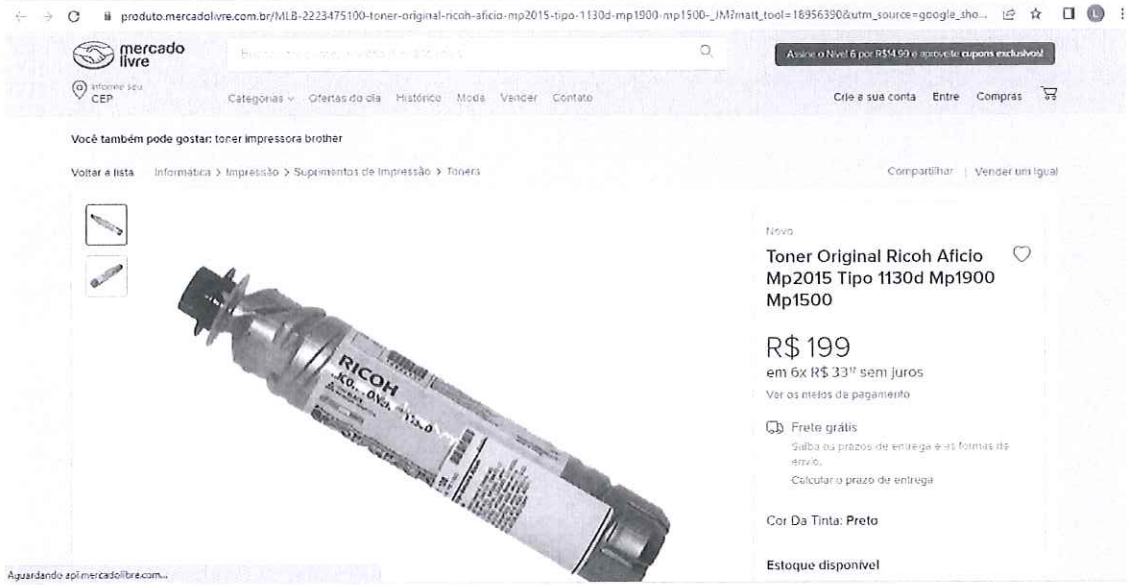 produto.mercadolivre.com.br/MLB-2223475100-toner-original-ricoh-aficio-mp2015-tipo-1130d-mp1900-mp1500-_JM?matt_tool=18956390&utm_source=google_sho...
mercado
livre
Assine o Nível 6 por R$14,99 e aproveite cupons exclusivos!
Informe seu
CEP
Categorias Ofertas do dia Histórico Moda Vender Contato
Crie a sua conta Entre Compras
Você também pode gostar: toner impressora brother
Voltar à lista Informática > Impressão > Suprimentos de Impressão > Toners
Compartilhar | Vender um igual
RICOH
Novo
Toner Original Ricoh Aficio
Mp2015 Tipo 1130d Mp1900
Mp1500
R$ 199
em 6x R$ 33¹⁷ sem juros
Ver os meios de pagamento
Frete grátis
Saiba os prazos de entrega e as formas de
envio.
Calcular o prazo de entrega
Cor Da Tinta: Preto
Estoque disponível
Aguardando api.mercadolibre.com...